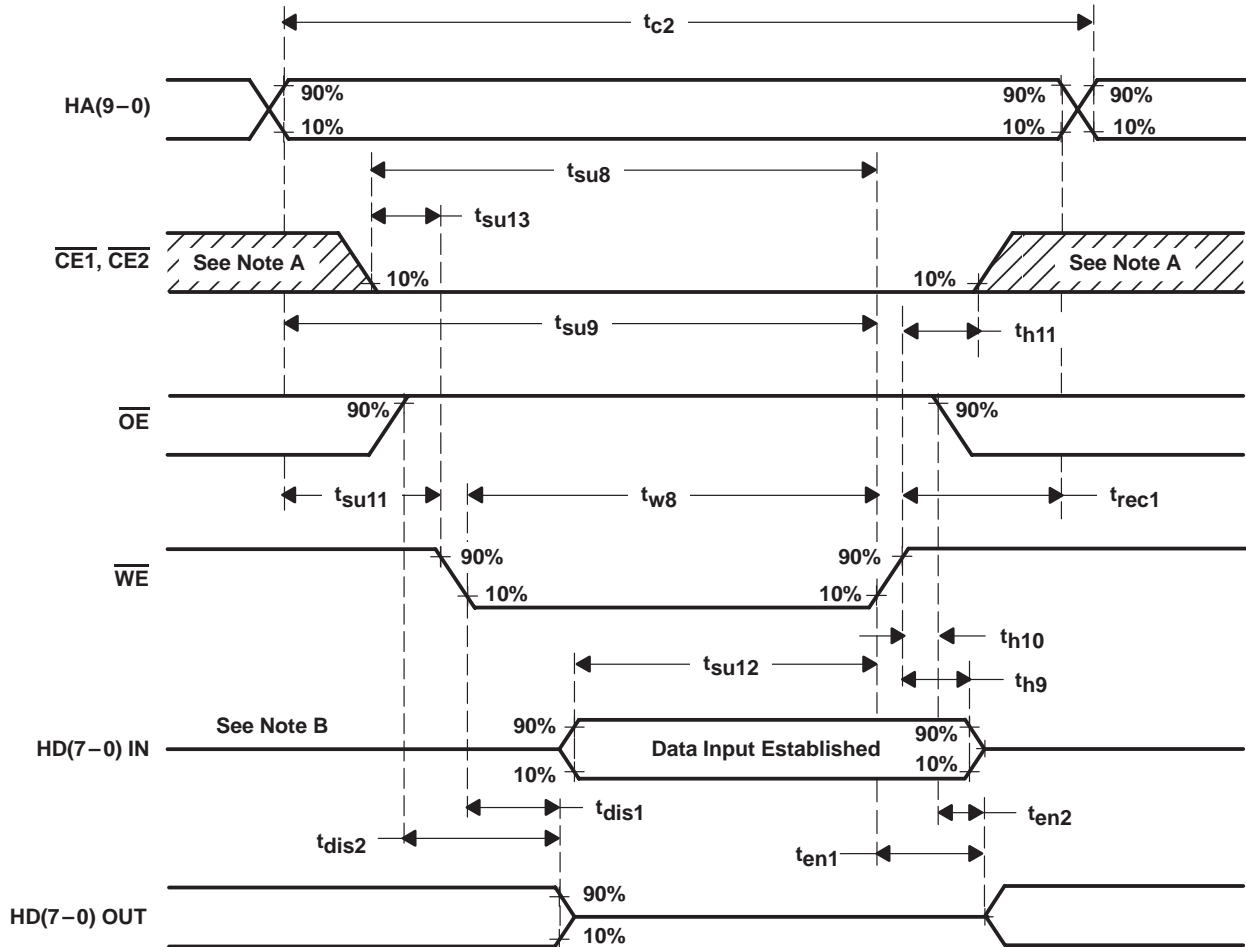 tc2
HA(9−0)
90%
90%
90%
10%
10%
10%
tsu8
tsu13
CE1, CE2
See Note A
See Note A
10%
10%
tsu9
th11
OE
90%
90%
tsu11
tw8
trec1
WE
90%
90%
10%
10%
th10
tsu12
th9
See Note B
HD(7−0) IN
90%
90%
Data Input Established
10%
10%
tdis1
ten2
tdis2
ten1
HD(7−0) OUT
90%
10%